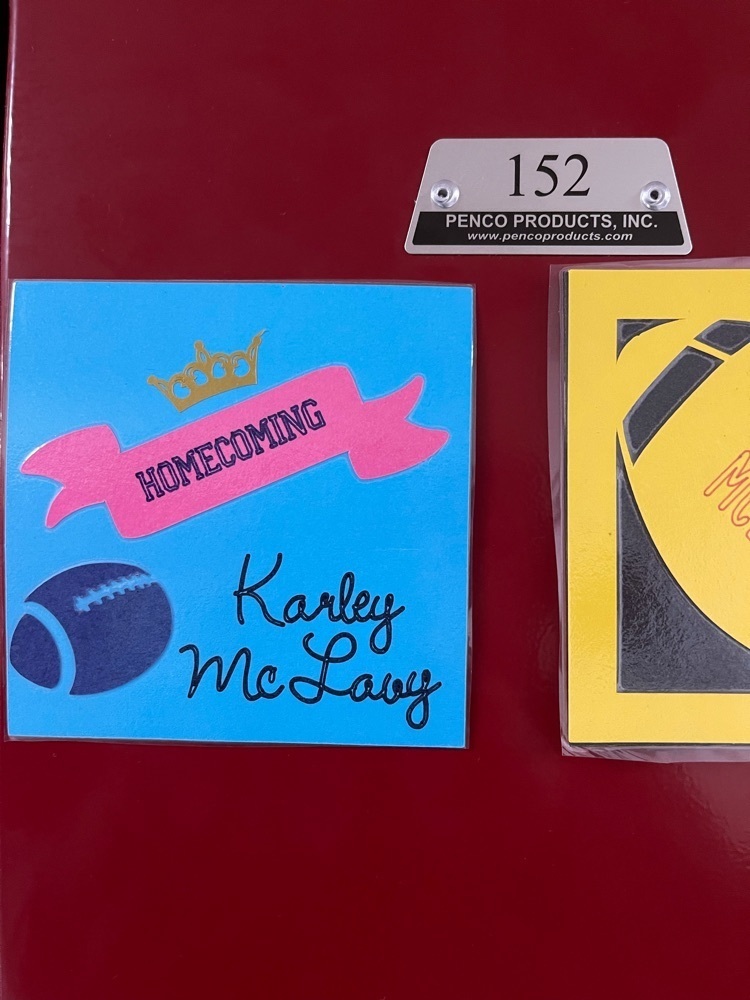 152
PENCO PRODUCTS, INC.
www.pencoproducts.com
HOMECOMING
Karley
McLavy